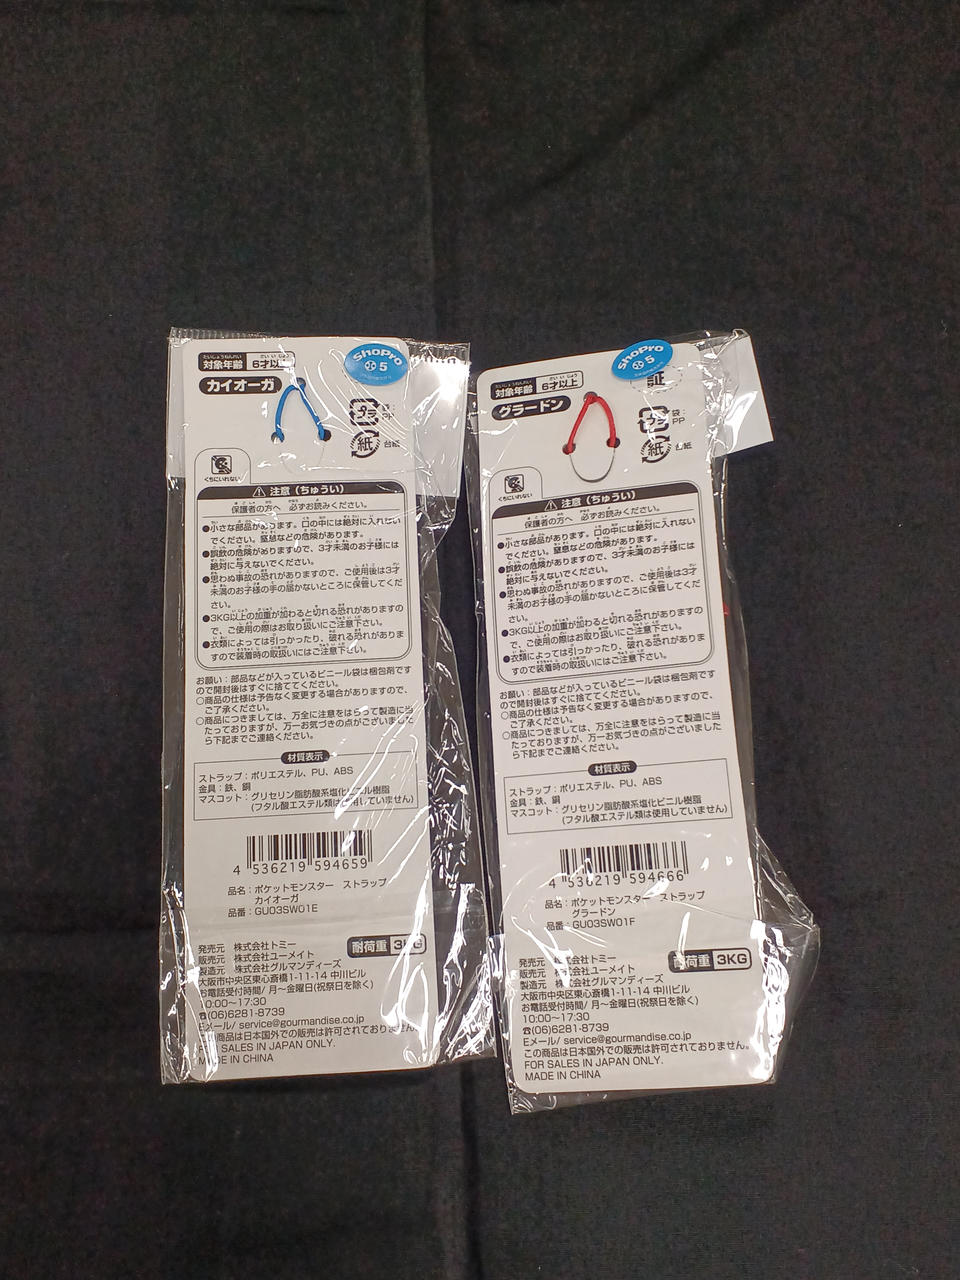 たいしょうねんれい
対象年齢 6才以上
カイオーガ
ShoPro
5
プラ
袋:
紙
台紙
くちにいれない
注意(ちゅうい)
保護者の方へ 必ずお読みください。
●小さな部品があります。口の中には絶対に入れない
でください。窒息などの危険があります。
●誤飲の危険がありますので、3才未満のお子様には
絶対に与えないでください。
●思わぬ事故の恐れがありますので、ご使用後は3才
未満のお子様の手の届かないところに保管してくだ
さい。
●3KG以上の加重が加わると切れる恐れがあります
で、ご使用の際はお取り扱いにご注意下さい。
●衣類によっては引っかかったり、破れる恐れがありま
すので装着時の取扱いにはご注意下さい。
お願い:部品などが入っているビニール袋は梱包剤です
ので開封後はすぐに捨ててください。
○商品の仕様は予告なく変更する場合がありますので、
ご了承ください。
○商品につきましては、万全に注意をはらって製造に当
たっておりますが、万一お気づきの点がございました
ら下記までご連絡ください。
材質表示
ストラップ:ポリエステル、PU、ABS
金具:鉄、銅
マスコット:グリセリン脂肪酸系塩化ビニル樹脂
(フタル酸エステル類は使用していません)
4 536219 594659
品名:ポケットモンスター ストラップ
カイオーガ
品番:GU03SW01E
発売元 株式会社トミー
販売元 株式会社ユーメイト
製造元 株式会社グルマンディーズ
耐荷重 3KG
大阪市中央区東心斎橋1-11-14 中川ビル
お電話受付時間/ 月〜金曜日(祝祭日を除く)
10:00〜17:30
☎(06)6281-8739
Eメール/ service@gourmandise.co.jp
この商品は日本国外での販売は許可されておりません。
FOR SALES IN JAPAN ONLY.
MADE IN CHINA
たいしょうねんれい
対象年齢 6才以上
グラードン
ShoPro
5
証
プラ
袋:
PP
紙
台紙
くちにいれない
注意(ちゅうい)
保護者の方へ 必ずお読みください。
●小さな部品があります。口の中には絶対に入れない
でください。窒息などの危険があります。
●誤飲の危険がありますので、3才未満のお子様には
絶対に与えないでください。
●思わぬ事故の恐れがありますので、ご使用後は3才
未満のお子様の手の届かないところに保管してくだ
さい。
●3KG以上の加重が加わると切れる恐れがあります
で、ご使用の際はお取り扱いにご注意下さい。
●衣類によっては引っかかったり、破れる恐れがありま
すので装着時の取扱いにはご注意下さい。
お願い:部品などが入っているビニール袋は梱包剤です
ので開封後はすぐに捨ててください。
○商品の仕様は予告なく変更する場合がありますので、
ご了承ください。
○商品につきましては、万全に注意をはらって製造に当
たっておりますが、万一お気づきの点がございました
ら下記までご連絡ください。
材質表示
ストラップ:ポリエステル、PU、ABS
金具:鉄、銅
マスコット:グリセリン脂肪酸系塩化ビニル樹脂
(フタル酸エステル類は使用していません)
4 536219 594666
品名:ポケットモンスター ストラップ
グラードン
品番:GU03SW01F
発売元 株式会社トミー
販売元 株式会社ユーメイト
製造元 株式会社グルマンディーズ
耐荷重 3KG
大阪市中央区東心斎橋1-11-14 中川ビル
お電話受付時間/ 月〜金曜日(祝祭日を除く)
10:00〜17:30
☎(06)6281-8739
Eメール/ service@gourmandise.co.jp
この商品は日本国外での販売は許可されておりません。
FOR SALES IN JAPAN ONLY.
MADE IN CHINA